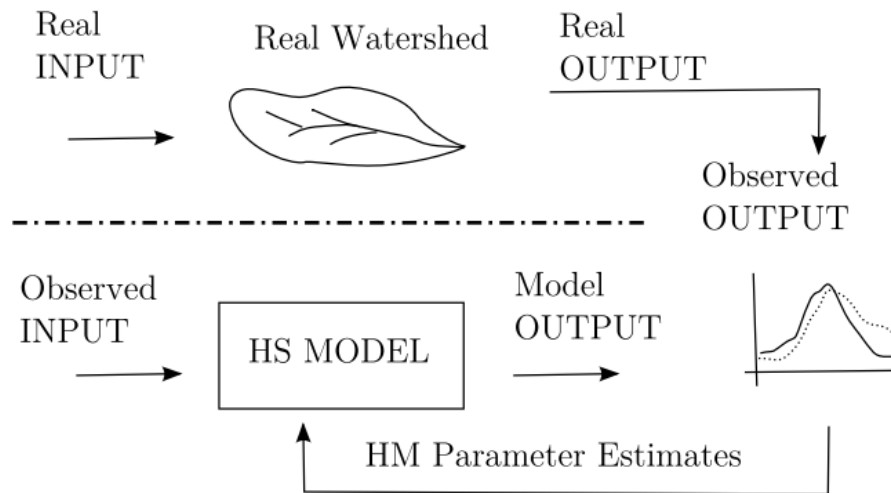 Real
INPUT
Real Watershed
Real
OUTPUT
Observed
OUTPUT
Observed
INPUT
HS MODEL
Model
OUTPUT
HM Parameter Estimates